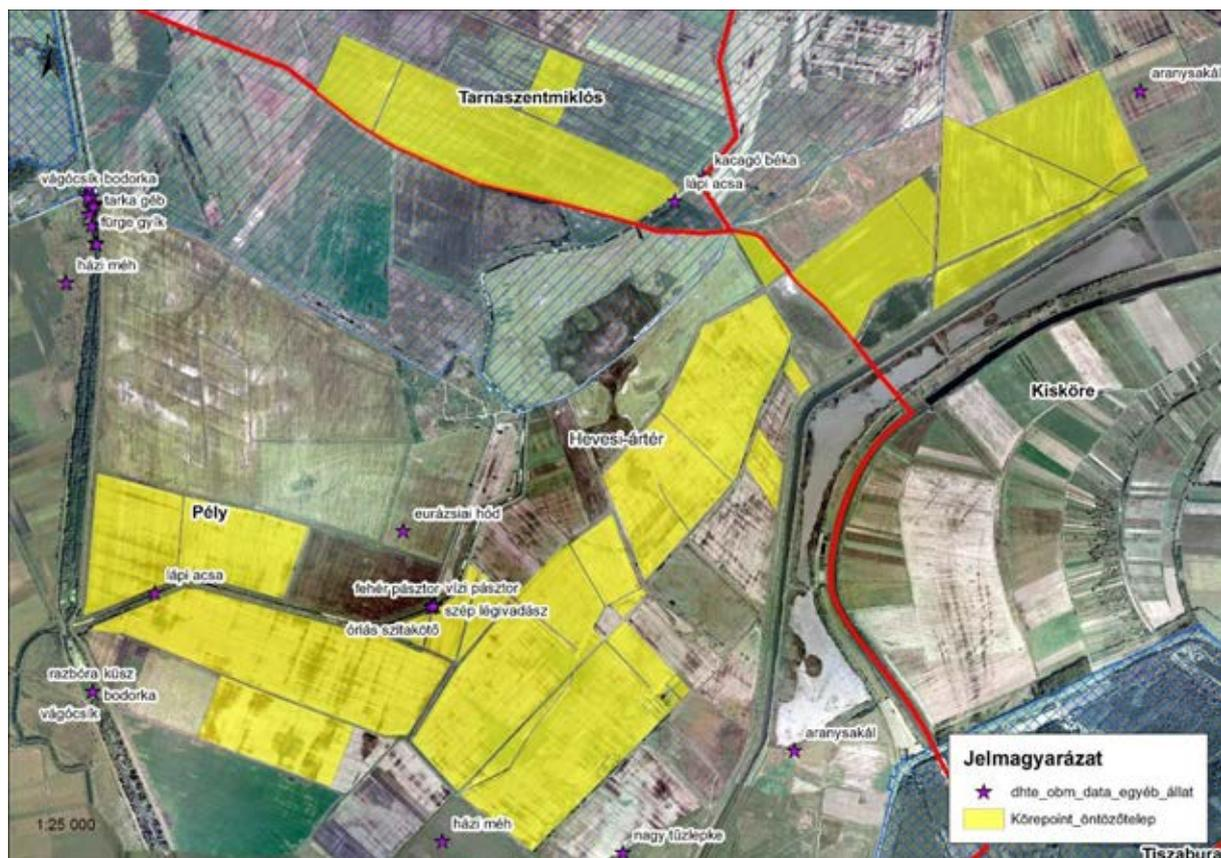 aranysakál
Tarnaszentmiklós
kacagó béka
vágócsík bodorka
lápi acsa
tarka géb
fürge gyík
házi méh
Kisköre
Hevesi-ártér
Pély
eurázsiai hód
lápi acsa
fehér pásztor vízi pásztor
szép légivadász
óriás szitakötő
razbóra küsz
bodorka
vágócsík
aranysakál
Jelmagyarázat
dhte_obm_data_egyéb_állat
Körepoint_öntözőtelep
1:25 000
házi méh
nagy tűzlepke
Tiszabura